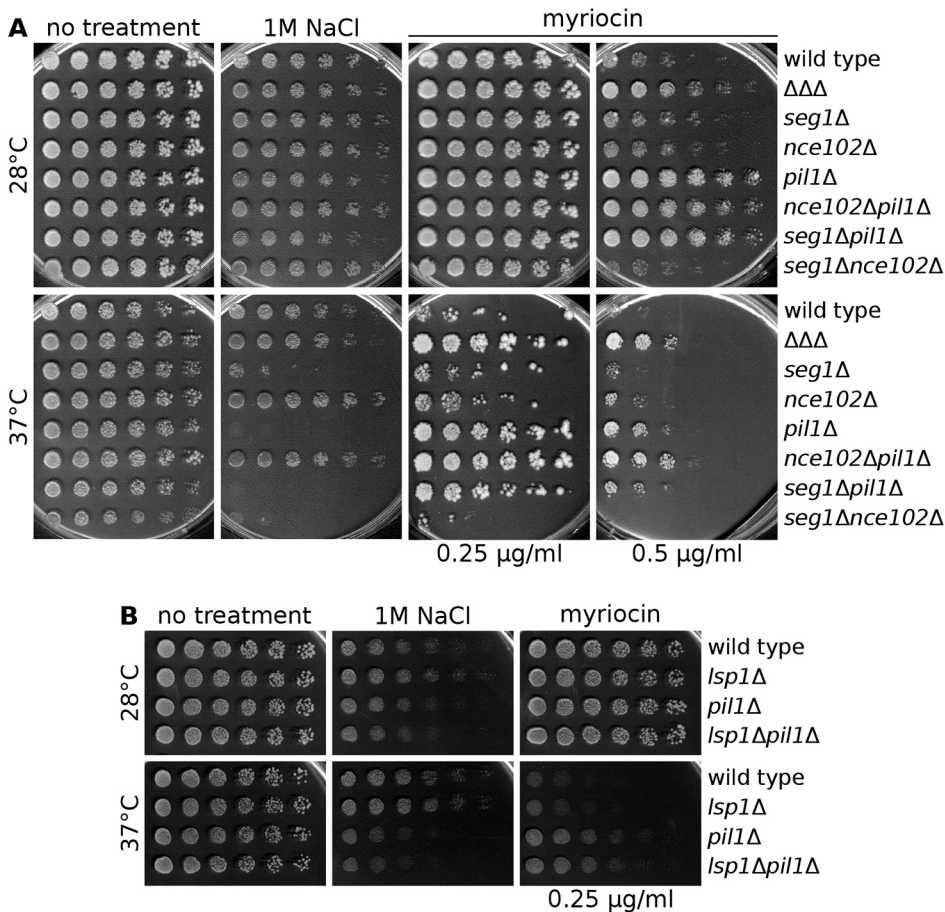 A no treatment 1M NaCl myriocin
28°C
wild type
ΔΔΔ
seg1Δ
nce102Δ
pil1Δ
nce102Δpil1Δ
seg1Δpil1Δ
seg1Δnce102Δ
37°C
wild type
ΔΔΔ
seg1Δ
nce102Δ
pil1Δ
nce102Δpil1Δ
seg1Δpil1Δ
seg1Δnce102Δ
0.25 µg/ml 0.5 µg/ml
B no treatment 1M NaCl myriocin
28°C
wild type
lsp1Δ
pil1Δ
lsp1Δpil1Δ
37°C
wild type
lsp1Δ
pil1Δ
lsp1Δpil1Δ
0.25 µg/ml